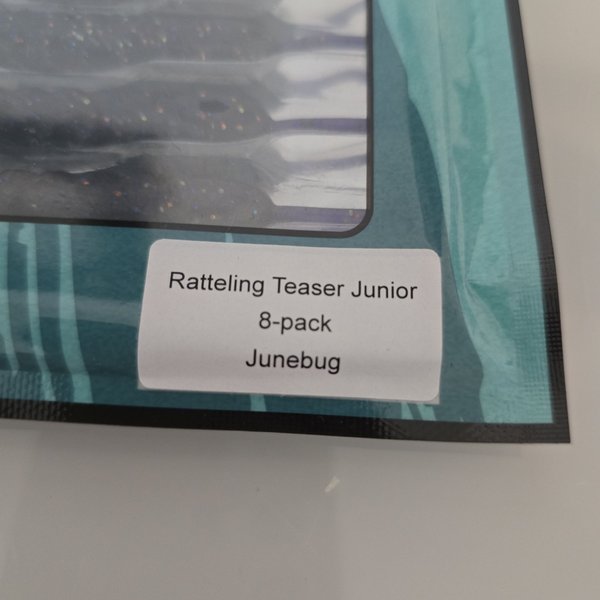 Ratteling Teaser Junior
8-pack
Junebug